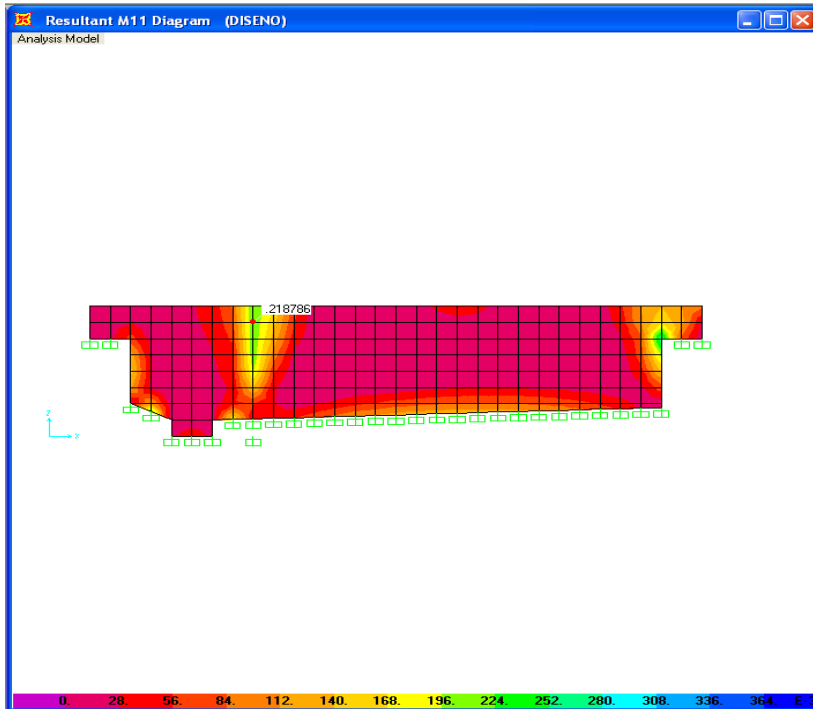 Resultant M11 Diagram (DISENO)
Analysis Model
.218786
z
x
0. 28. 56. 84. 112. 140. 168. 196. 224. 252. 280. 308. 336. 364. E